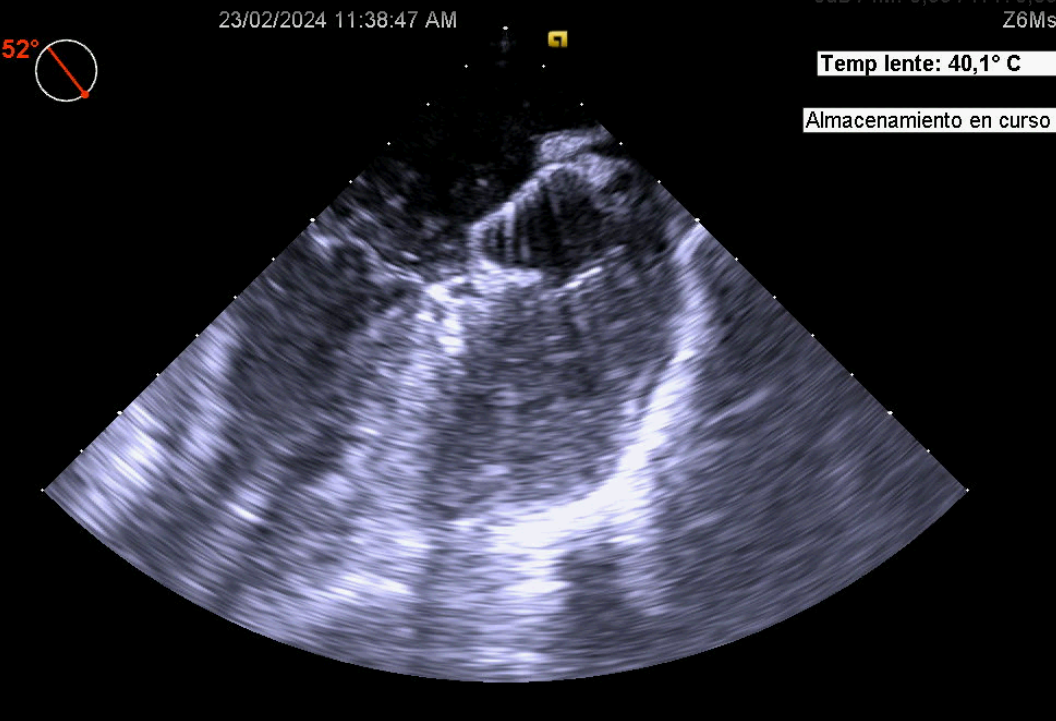 23/02/2024 11:38:47 AM
Z6Ms
52°
Temp lente: 40,1° C
Almacenamiento en curso